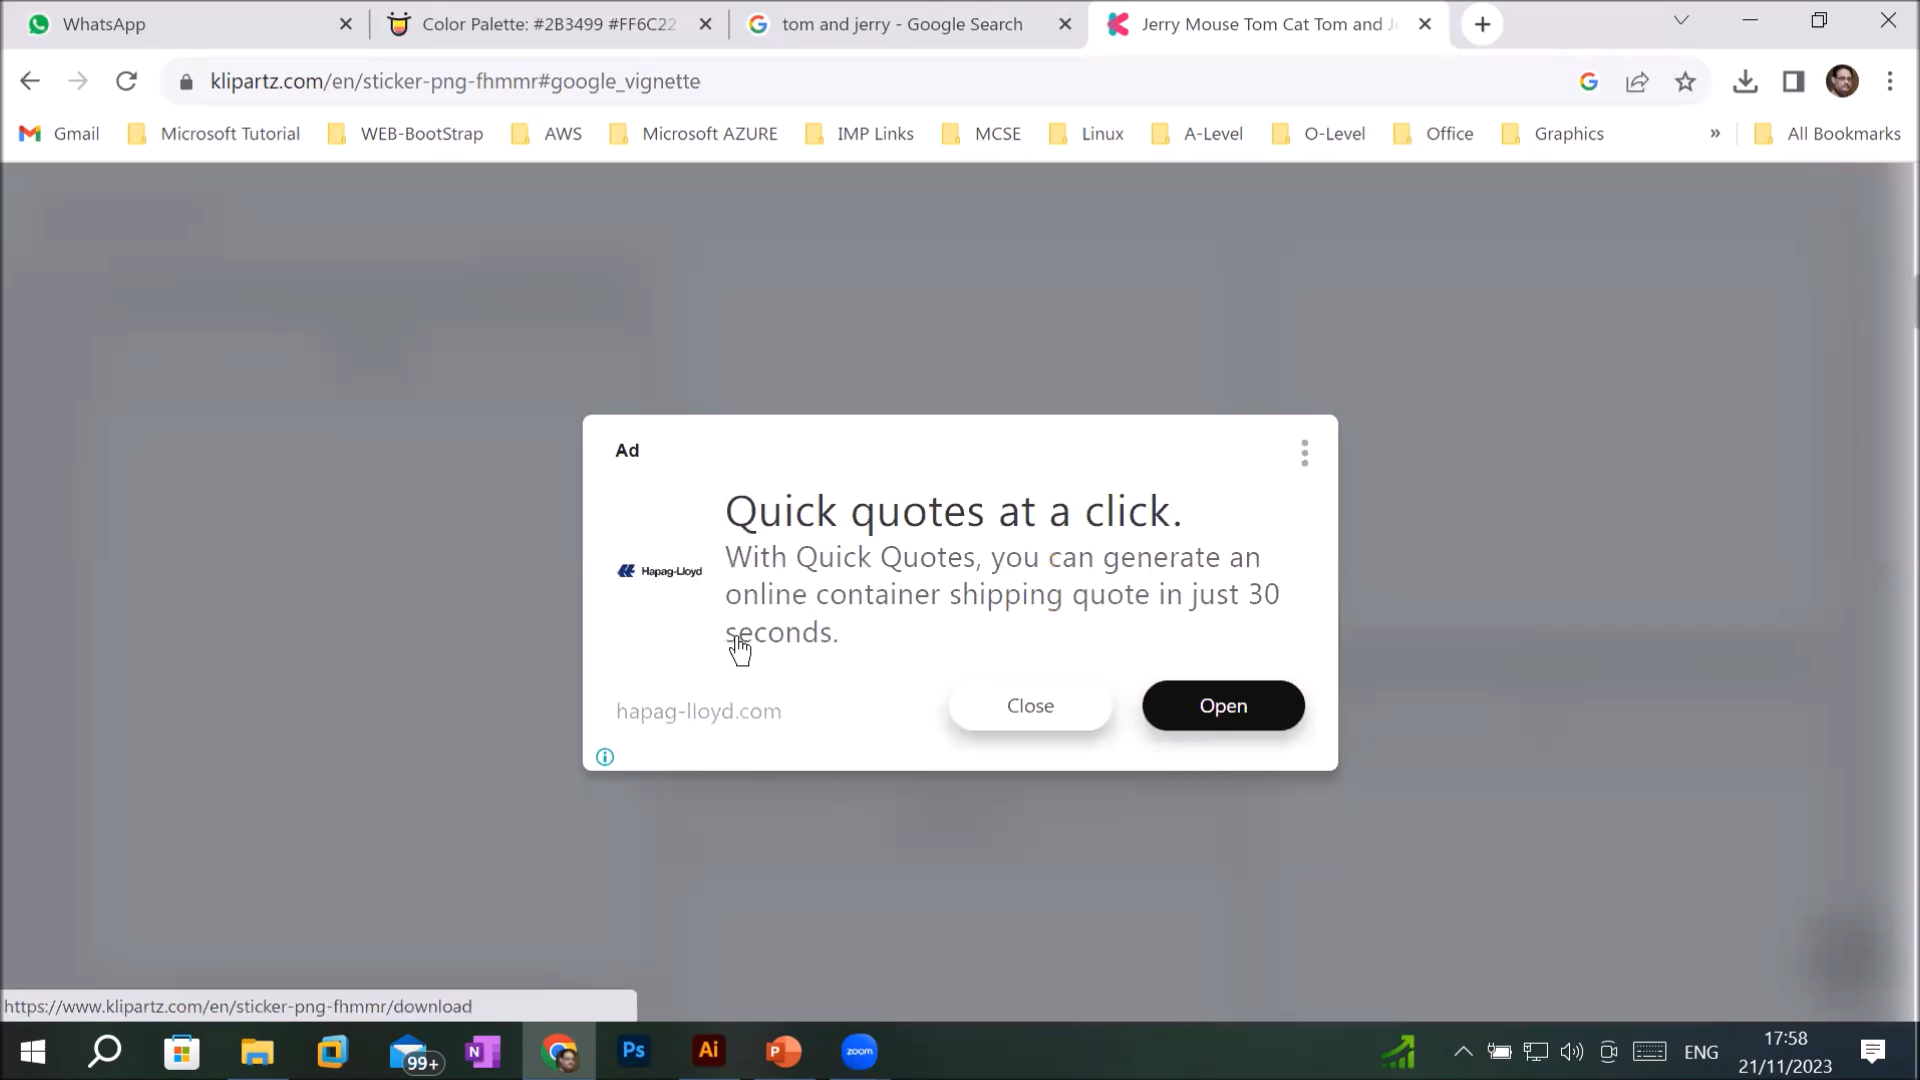 WhatsApp
Color Palette: #2B3499 #FF6C22
tom and jerry - Google Search
Jerry Mouse Tom Cat Tom and Je
klipartz.com/en/sticker-png-fhmmr#google_vignette
Gmail
Microsoft Tutorial
WEB-BootStrap
AWS
Microsoft AZURE
IMP Links
MCSE
Linux
A-Level
O-Level
Office
Graphics
»
All Bookmarks
Ad
Quick quotes at a click.
With Quick Quotes, you can generate an
online container shipping quote in just 30
seconds.
Hapag-Lloyd
hapag-lloyd.com
Close
Open
https://www.klipartz.com/en/sticker-png-fhmmr/download
99+
N
Ps
Ai
P
zoom
ENG
17:58
21/11/2023